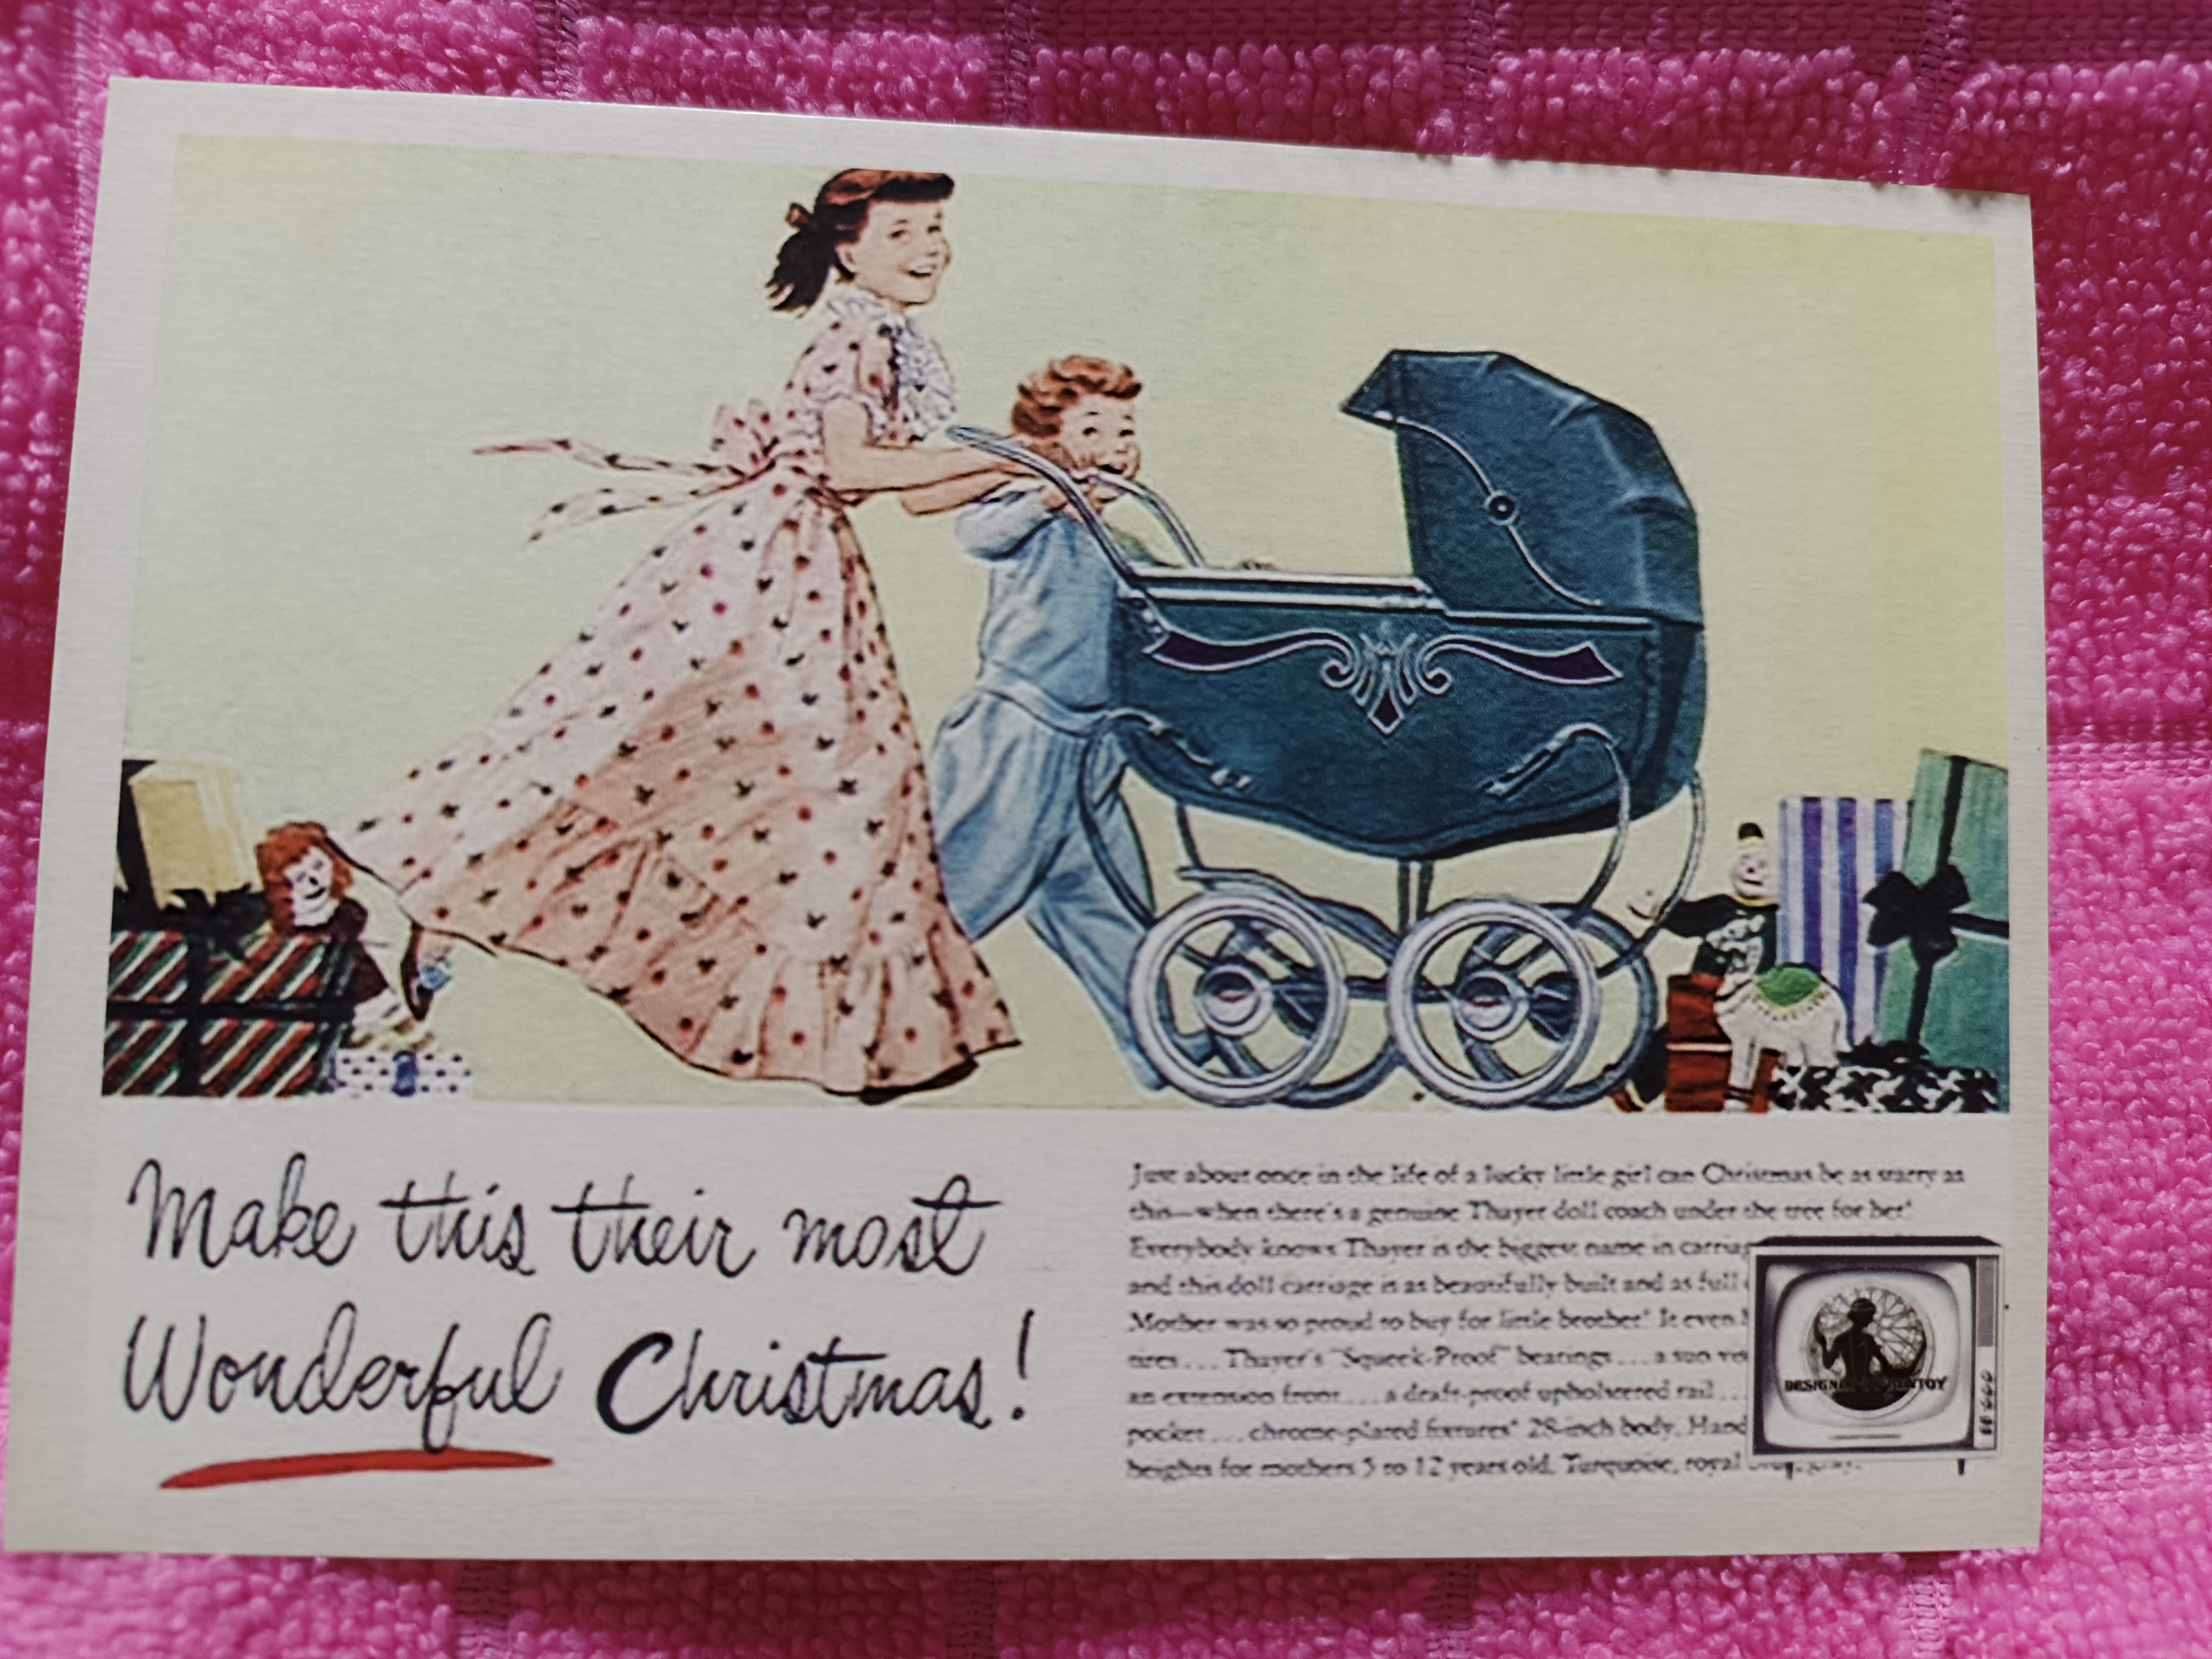 Make this their most
Wonderful Christmas!
Just about once in the life of a lucky little girl can Christmas be as starry as
this—when there's a genuine Thayer doll coach under the tree for her!
Everybody knows Thayer is the biggest name in
and this doll carriage is as beautifully built and as full
Mother was so proud to buy for little brother! It even
tires... Thayer's "Squeek-Proof" bearings... a sun
an extension front... a draft-proof upholstered rail...
pocket... chrome-plated fixtures! 28-inch body.
heights for mothers 5 to 12 years old. Turquoise, royal